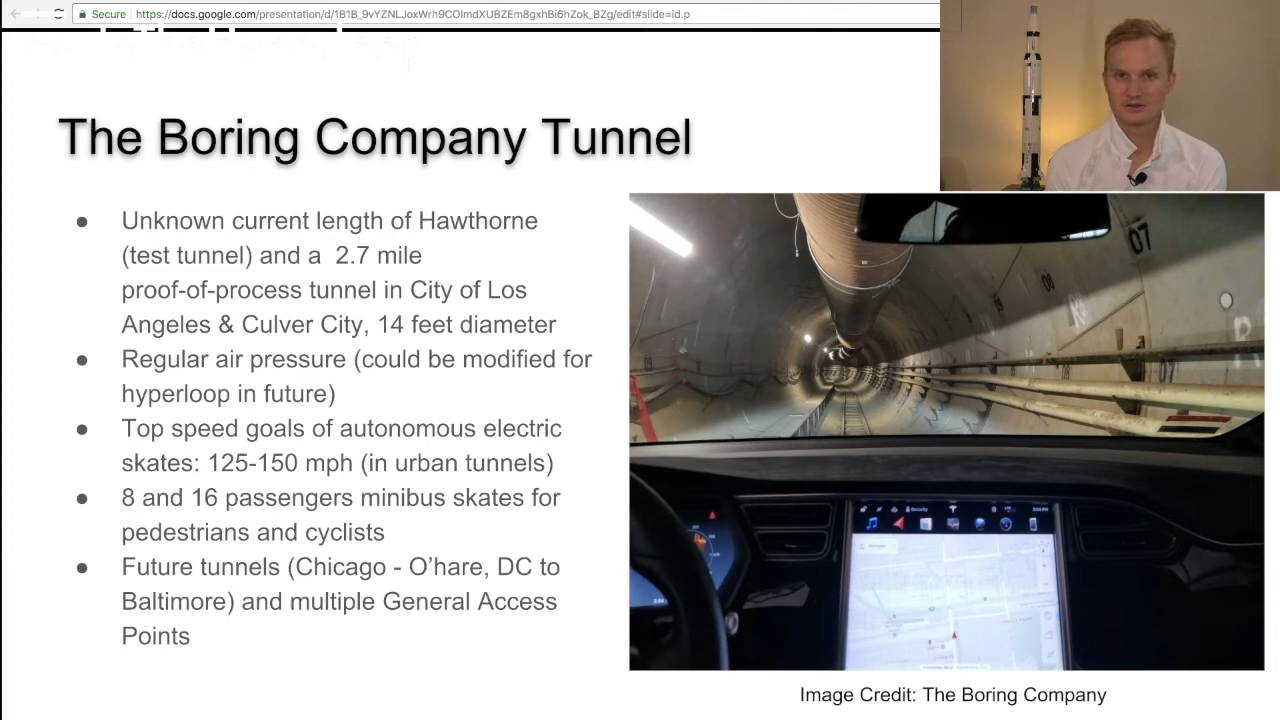 Secure
https://docs.google.com/presentation/d/1B1B_9vYZNLJoxWrh9COImdXUBZEm8gxhBi6hZok_BZg/edit#slide=id.p
The Boring Company Tunnel
● Unknown current length of Hawthorne
(test tunnel) and a 2.7 mile
proof-of-process tunnel in City of Los
Angeles & Culver City, 14 feet diameter
● Regular air pressure (could be modified for
hyperloop in future)
● Top speed goals of autonomous electric
skates: 125-150 mph (in urban tunnels)
● 8 and 16 passengers minibus skates for
pedestrians and cyclists
● Future tunnels (Chicago - O’hare, DC to
Baltimore) and multiple General Access
Points
07
Security
Image Credit: The Boring Company